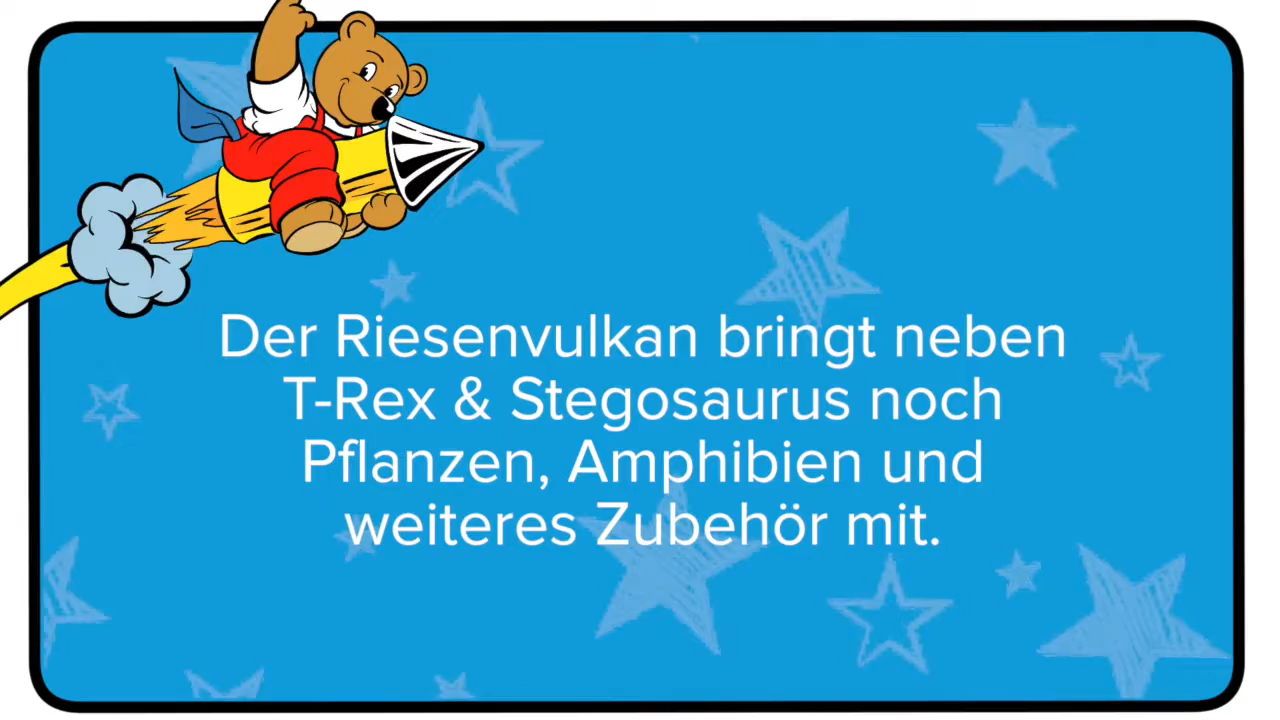 Der Riesenvulkan bringt neben
T-Rex & Stegosaurus noch
Pflanzen, Amphibien und
weiteres Zubehör mit.